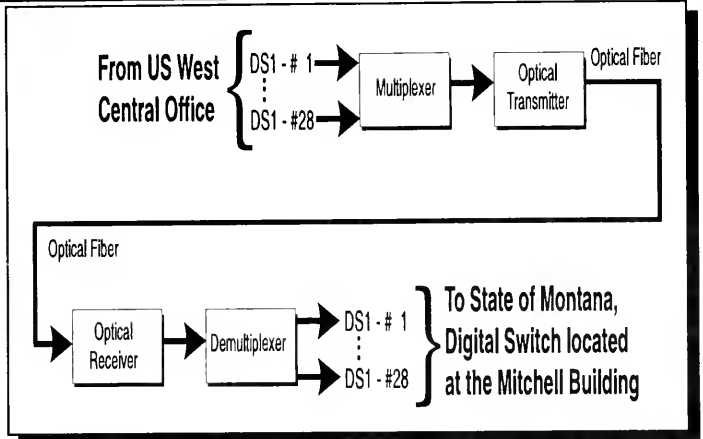 From US West
Central Office
DS1 - # 1
DS1 - #28
Multiplexer
Optical
Transmitter
Optical Fiber
Optical Fiber
Optical
Receiver
Demultiplexer
DS1 - # 1
DS1 - #28
To State of Montana,
Digital Switch located
at the Mitchell Building